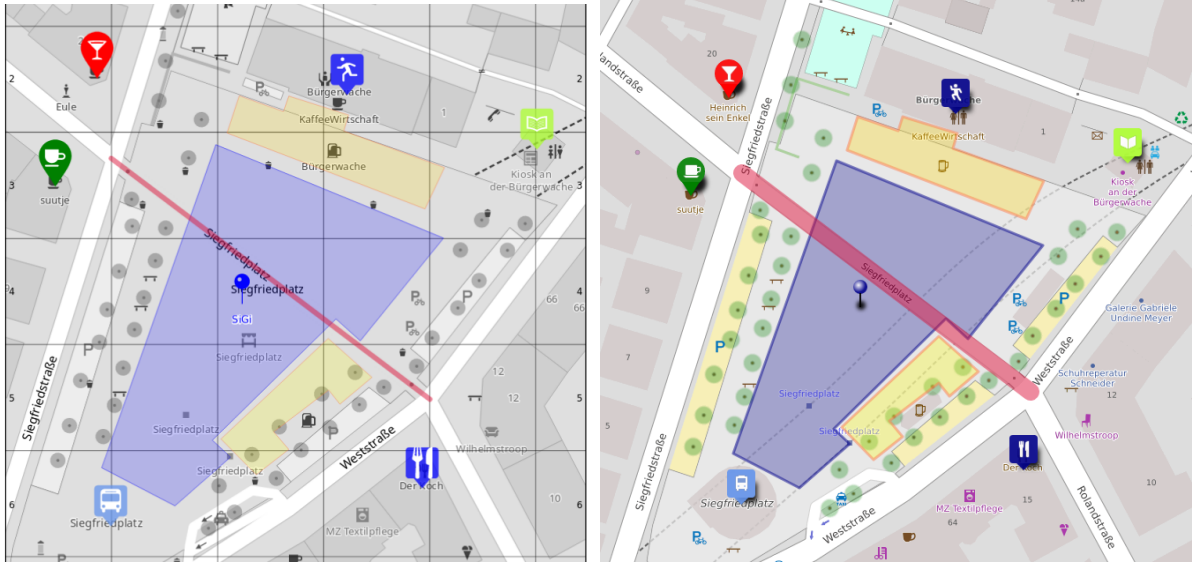 2
Eule
Bürgerwache
KaffeeWirtschaft
1
Bürgerwache
Kiosk an
der Bürgerwache
2
3
suutje
3
Siegfriedplatz
4
Siegfriedplatz
SiGi
Siegfriedplatz
66
66
4
12
12
5
Siegfriedstraße
P
P
P
Siegfriedplatz
Siegfriedplatz
Weststraße
Wilhelmstroop
5
Der Koch
10
6
Siegfriedplatz
MZ Textilpflege
6
P
20
Rolandstraße
Heinrich
sein Enkel
Siegfriedstraße
KaffeeWirtschaft
1
Kiosk
an der
Bürgerwache
suutje
9
Siegfriedplatz
P
P
Galerie Gabriele
Undine Meyer
7
Weststraße
Schuhreperatur
Schneider
12
5
Siegfriedplatz
Wilhelmstroop
Siegfriedstraße
Siegfriedplatz
Der Koch
10
MZ Textilpflege
15
64
Weststraße
Rolandstraße